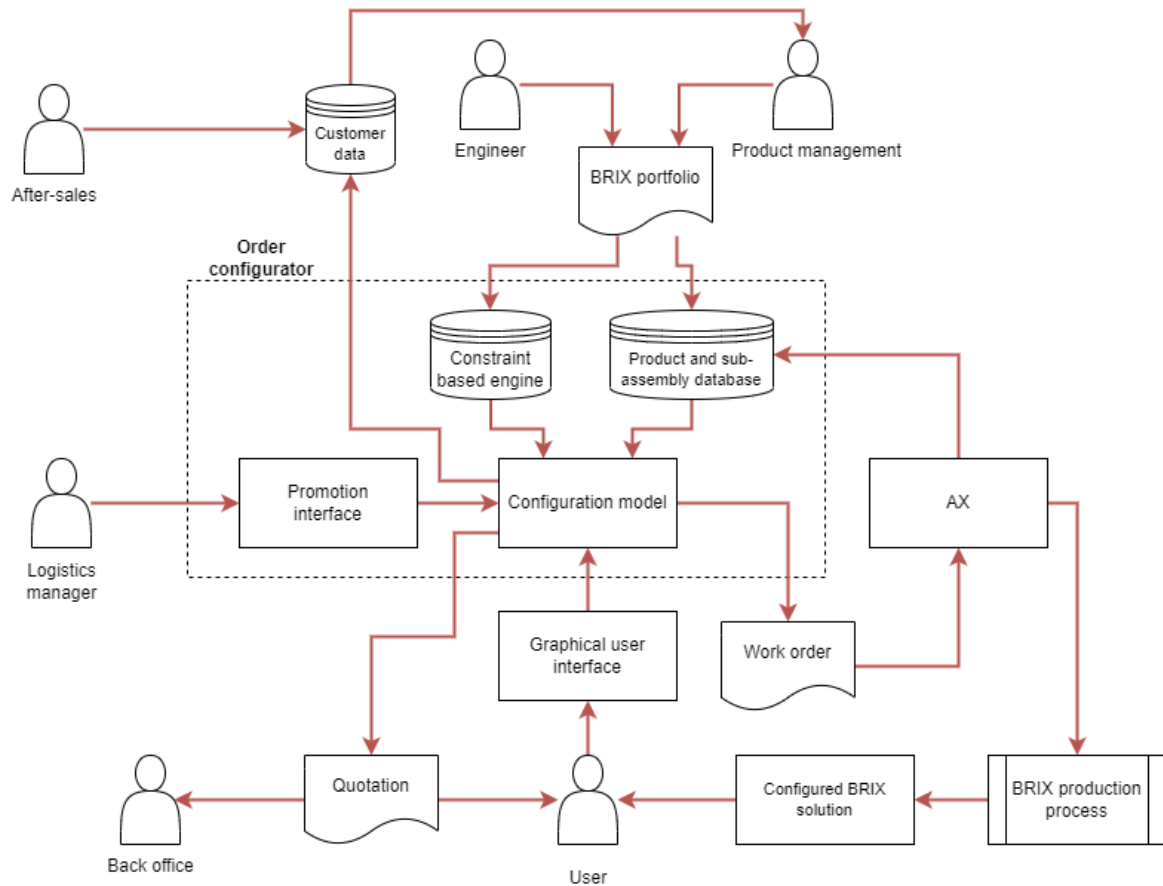 Customer
data
After-sales
Engineer
Product management
BRIX portfolio
Order
configurator
Constraint
based engine
Product and sub-
assembly database
Promotion
interface
Configuration model
AX
Logistics
manager
Graphical user
interface
Work order
Quotation
Configured BRIX
solution
BRIX production
process
Back office
User